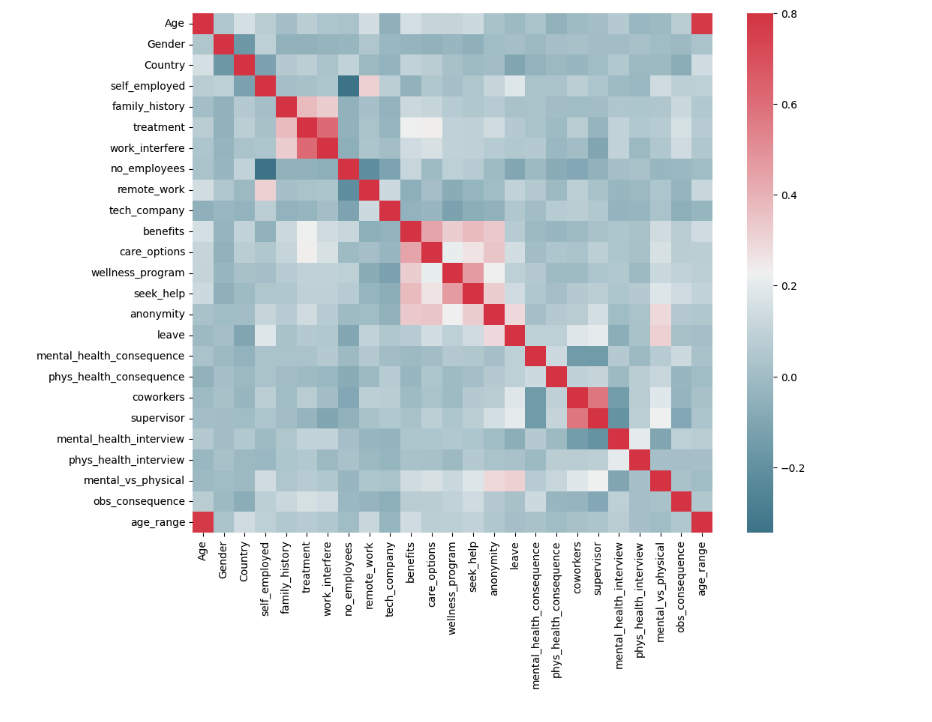 Age
Gender
Country
self_employed
family_history
treatment
work_interfere
no_employees
remote_work
tech_company
benefits
care_options
wellness_program
seek_help
anonymity
leave
mental_health_consequence
phys_health_consequence
coworkers
supervisor
mental_health_interview
phys_health_interview
mental_vs_physical
obs_consequence
age_range
Age
Gender
Country
self_employed
family_history
treatment
work_interfere
no_employees
remote_work
tech_company
benefits
care_options
wellness_program
seek_help
anonymity
leave
mental_health_consequence
phys_health_consequence
coworkers
supervisor
mental_health_interview
phys_health_interview
mental_vs_physical
obs_consequence
age_range
0.8
0.6
0.4
0.2
0.0
−0.2